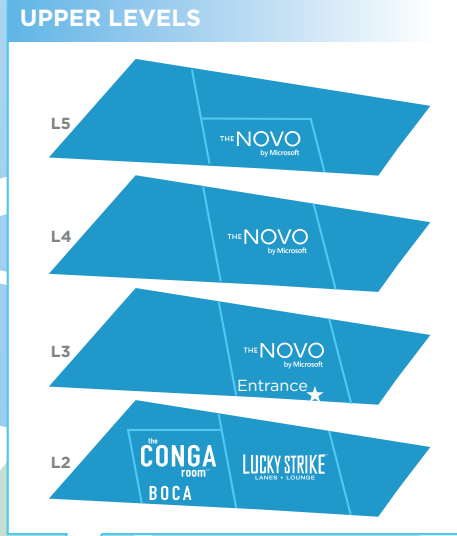 UPPER LEVELS
L5
THE NOVO
by Microsoft
L4
THE NOVO
by Microsoft
L3
THE NOVO
by Microsoft
Entrance
L2
the
CONGA
room
BOCA
LUCKY STRIKE
LANES • LOUNGE